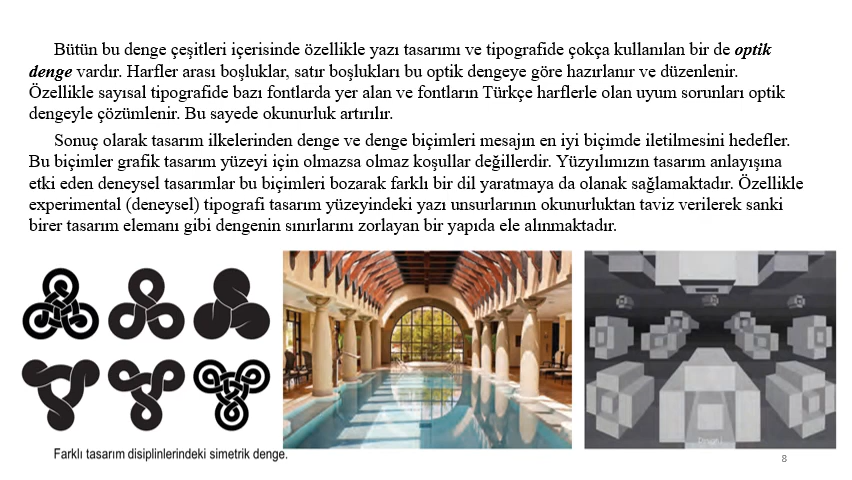 Bütün bu denge çeşitleri içerisinde özellikle yazı tasarımı ve tipografide çokça kullanılan bir de optik
denge vardır. Harfler arası boşluklar, satır boşlukları bu optik dengeye göre hazırlanır ve düzenlenir.
Özellikle sayısal tipografide bazı fontlarda yer alan ve fontların Türkçe harflerle olan uyum sorunları optik
dengeyle çözümlenir. Bu sayede okunurluk artırılır.
Sonuç olarak tasarım ilkelerinden denge ve denge biçimleri mesajın en iyi biçimde iletilmesini hedefler.
Bu biçimler grafik tasarım yüzeyi için olmazsa olmaz koşullar değillerdir. Yüzyılımızın tasarım anlayışına
etki eden deneysel tasarımlar bu biçimleri bozarak farklı bir dil yaratmaya da olanak sağlamaktadır. Özellikle
experimental (deneysel) tipografi tasarım yüzeyindeki yazı unsurlarının okunurluktan taviz verilerek sanki
birer tasarım elemanı gibi dengenin sınırlarını zorlayan bir yapıda ele alınmaktadır.
Farklı tasarım disiplinlerindeki simetrik denge.
8